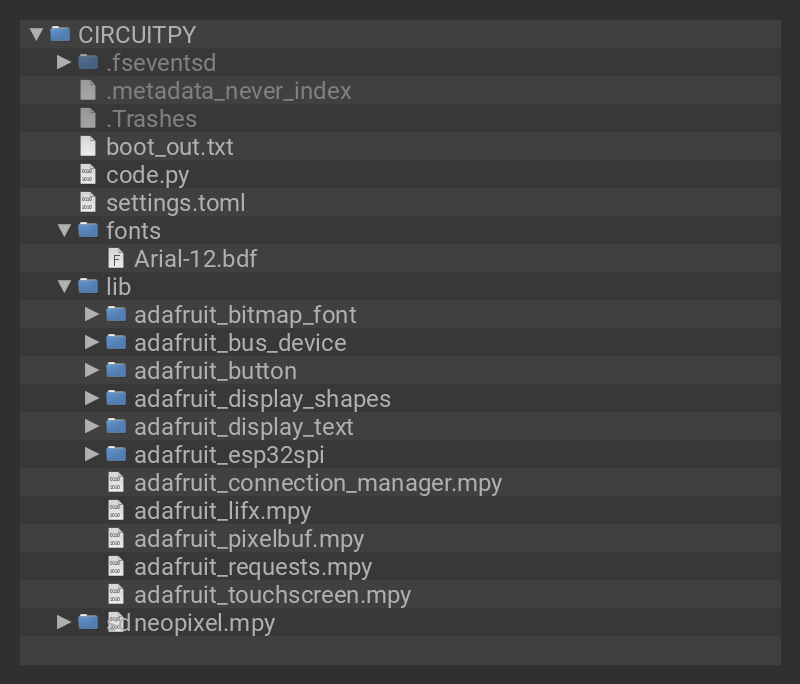 CIRCUITPY
.fseventsd
.metadata_never_index
.Trashes
boot_out.txt
code.py
settings.toml
fonts
Arial-12.bdf
lib
adafruit_bitmap_font
adafruit_bus_device
adafruit_button
adafruit_display_shapes
adafruit_display_text
adafruit_esp32spi
adafruit_connection_manager.mpy
adafruit_lifx.mpy
adafruit_pixelbuf.mpy
adafruit_requests.mpy
adafruit_touchscreen.mpy
sd neopixel.mpy